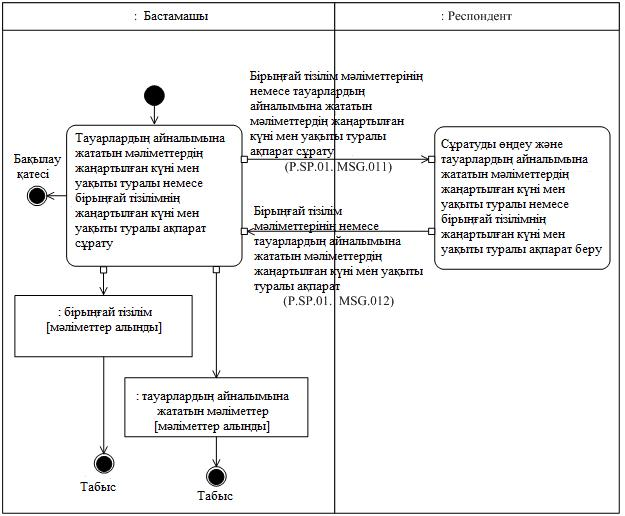 : Бастамашы
: Респондент
Бірыңғай тізілім мәліметтерінің
немесе тауарлардың
айналымына жататын
мәліметтердің жаңартылған
күні мен уақыты туралы
ақпарат сұрату
(P.SP.01. MSG.011)
Тауарлардың айналымына
жататын мәліметтердің
жаңартылған күні мен
уақыты туралы немесе
бірыңғай тізілімнің
жаңартылған күні мен
уақыты туралы ақпарат
сұрату
Бақылау
қатесі
Сұратуды өңдеу және
тауарлардың айналымына
жататын мәліметтердің
жаңартылған күні мен
уақыты туралы немесе
бірыңғай тізілімнің
жаңартылған күні мен
уақыты туралы ақпарат беру
Бірыңғай тізілім
мәліметтерінің немесе
тауарлардың айналымына
жататын мәліметтердің
жаңартылған күні мен уақыты
туралы ақпарат
(P.SP.01. MSG.012)
: бірыңғай тізілім
[мәліметтер алынды]
: тауарлардың айналымына
жататын мәліметтер
[мәліметтер алынды]
Табыс
Табыс